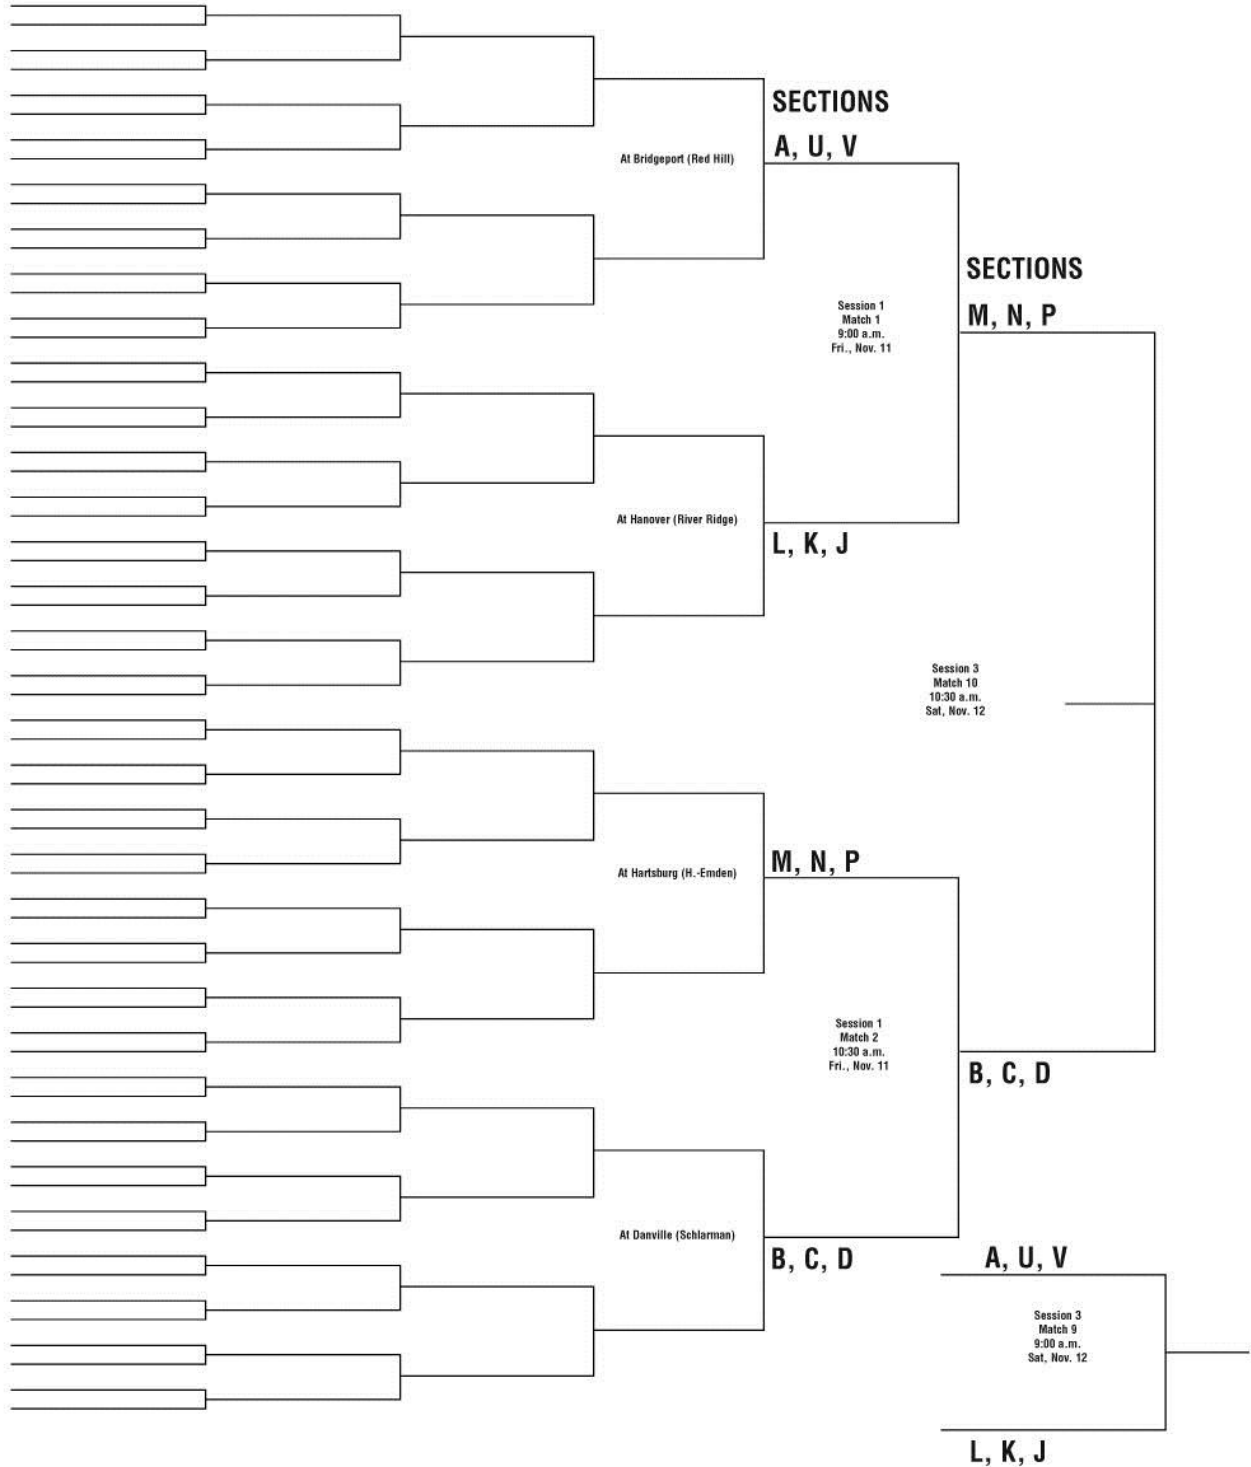 SECTIONS
A, U, V
At Bridgeport (Red Hill)
SECTIONS
M, N, P
Session 1
Match 1
9:00 a.m.
Fri., Nov. 11
At Hanover (River Ridge)
L, K, J
Session 3
Match 10
10:30 a.m.
Sat, Nov. 12
M, N, P
At Hartsburg (H.-Emden)
Session 1
Match 2
10:30 a.m.
Fri., Nov. 11
B, C, D
At Danville (Schlarman)
B, C, D
A, U, V
Session 3
Match 9
9:00 a.m.
Sat, Nov. 12
L, K, J